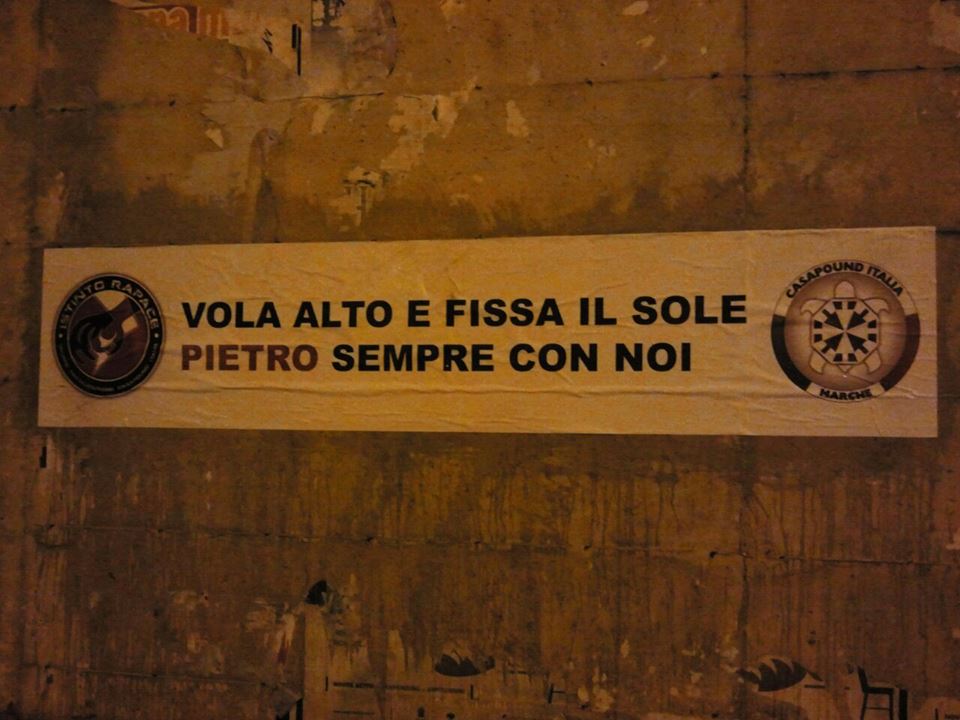 ISTINTO RAPACE
VOLA ALTO E FISSA IL SOLE
PIETRO SEMPRE CON NOI
CASAPOUND ITALIA
MARCHE